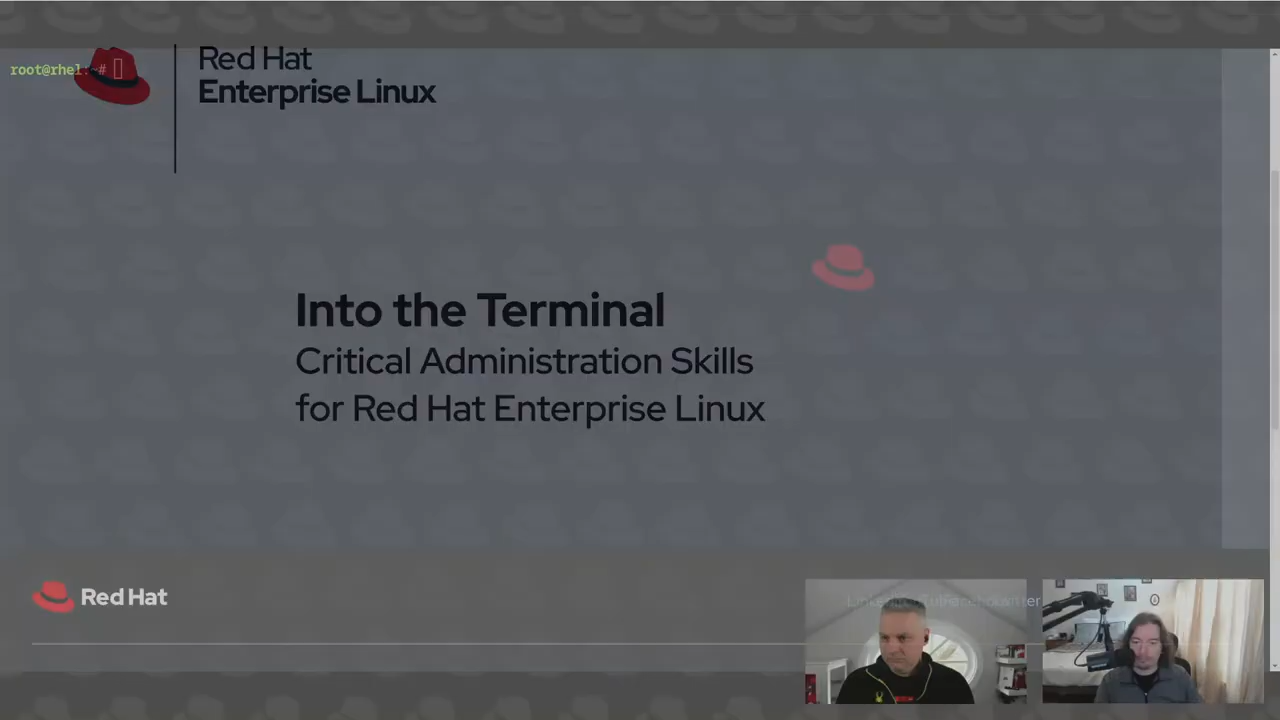 root@rhel:~#
Red Hat
Enterprise Linux
Into the Terminal
Critical Administration Skills
for Red Hat Enterprise Linux
Red Hat